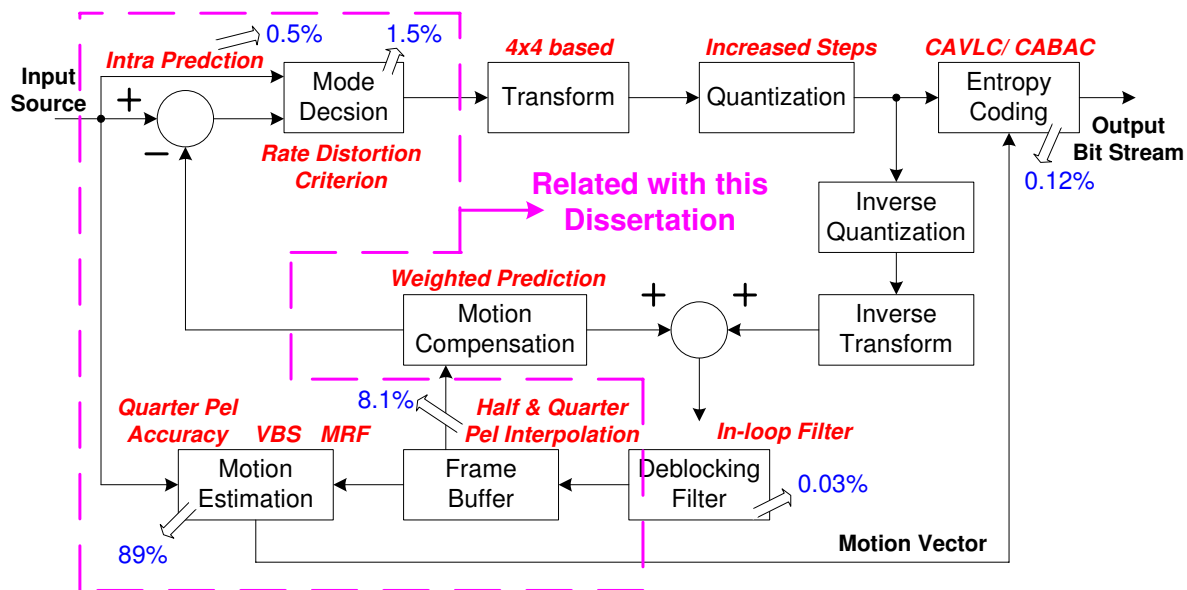 0.5%
1.5%
Intra Predction
4x4 based
Increased Steps
CAVLC/ CABAC
Input
Source
+
−
Mode
Decsion
Transform
Quantization
Entropy
Coding
Output
Bit Stream
Rate Distortion
Criterion
0.12%
Related with this
Dissertation
Inverse
Quantization
Weighted Prediction
+
+
Motion
Compensation
Inverse
Transform
8.1%
Quarter Pel
Accuracy
VBS
MRF
Half & Quarter
Pel Interpolation
In-loop Filter
Motion
Estimation
Frame
Buffer
Deblocking
Filter
0.03%
89%
Motion Vector